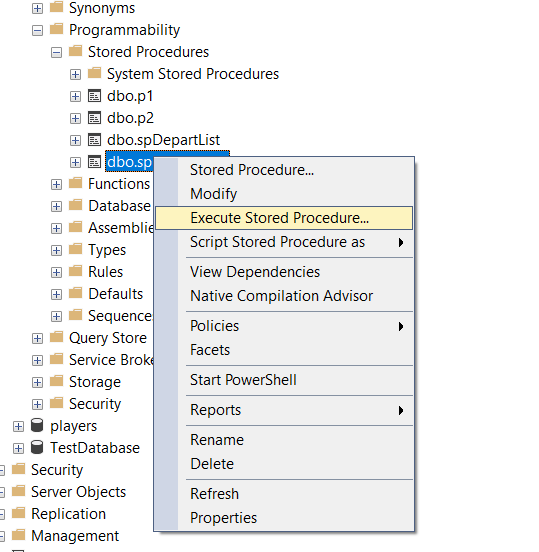 Synonyms
Programmability
Stored Procedures
System Stored Procedures
dbo.p1
dbo.p2
dbo.spDepartList
dbo.sp
Functions
Database
Assemblie
Types
Rules
Defaults
Sequences
Query Store
Service Broke
Storage
Security
players
TestDatabase
Security
Server Objects
Replication
Management
Stored Procedure...
Modify
Execute Stored Procedure...
Script Stored Procedure as
View Dependencies
Native Compilation Advisor
Policies
Facets
Start PowerShell
Reports
Rename
Delete
Refresh
Properties